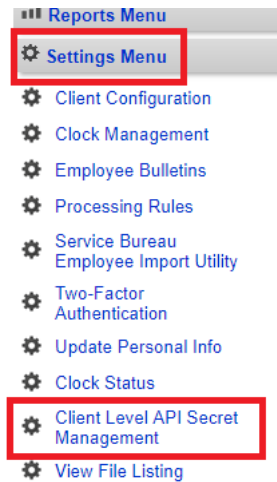 Reports Menu
Settings Menu
Client Configuration
Clock Management
Employee Bulletins
Processing Rules
Service Bureau
Employee Import Utility
Two-Factor
Authentication
Update Personal Info
Clock Status
Client Level API Secret
Management
View File Listing